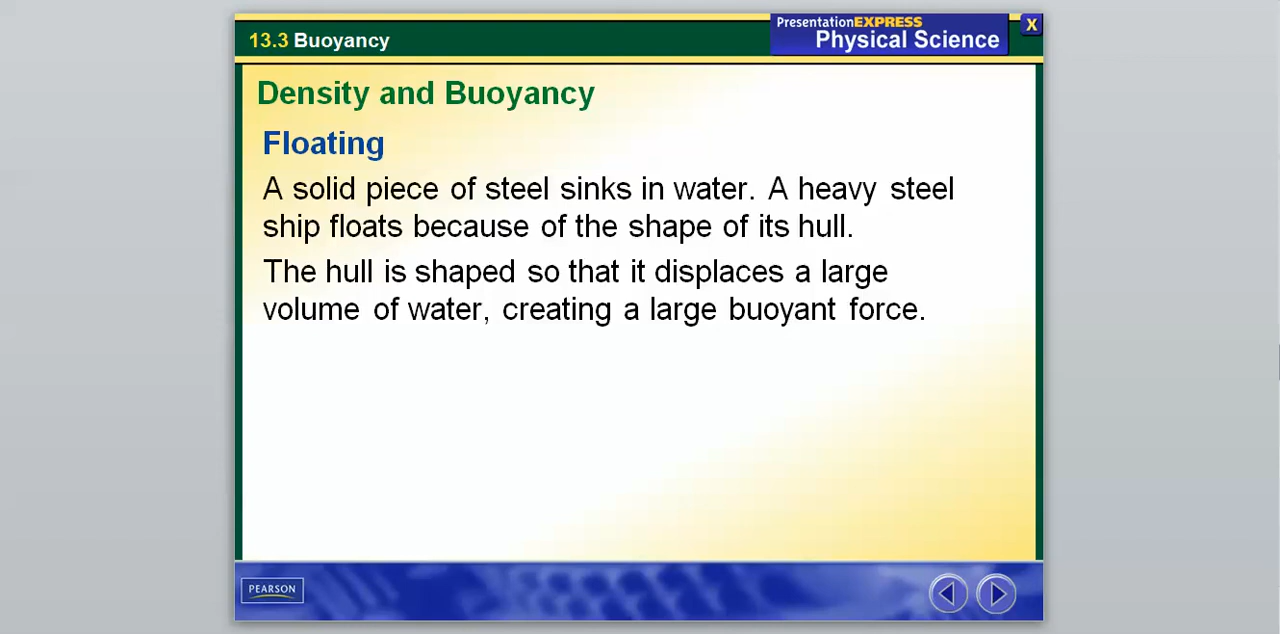 PresentationEXPRESS
X
13.3 Buoyancy
Physical Science
Density and Buoyancy
Floating
A solid piece of steel sinks in water. A heavy steel
ship floats because of the shape of its hull.
The hull is shaped so that it displaces a large
volume of water, creating a large buoyant force.
PEARSON